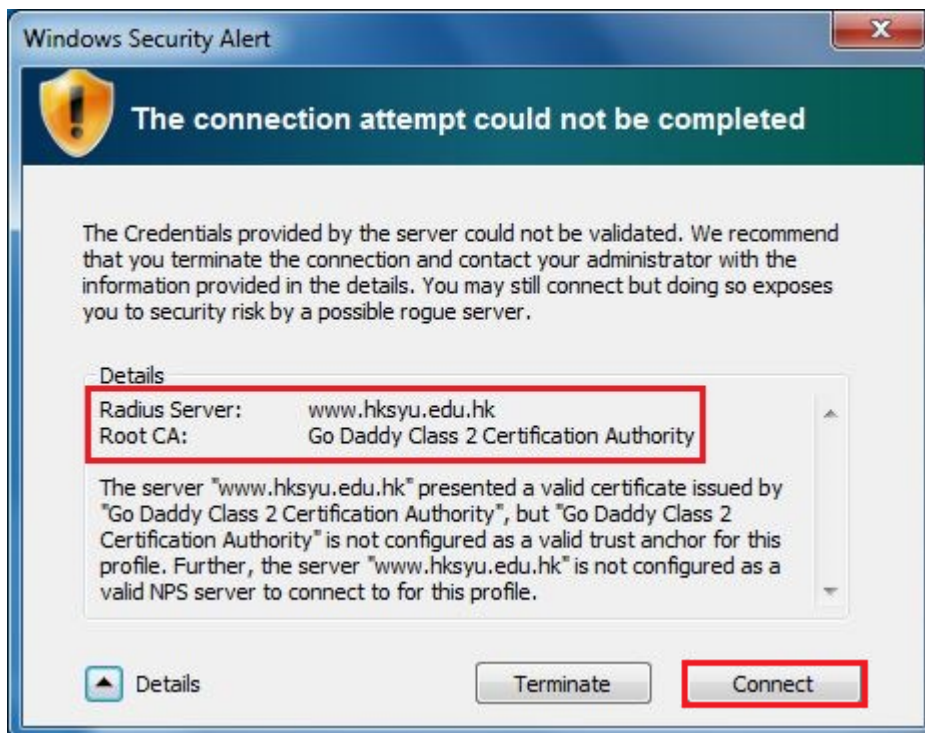 Windows Security Alert
The connection attempt could not be completed
The Credentials provided by the server could not be validated. We recommend
that you terminate the connection and contact your administrator with the
information provided in the details. You may still connect but doing so exposes
you to security risk by a possible rogue server.
Details
Radius Server: www.hksyu.edu.hk
Root CA: Go Daddy Class 2 Certification Authority
The server "www.hksyu.edu.hk" presented a valid certificate issued by
"Go Daddy Class 2 Certification Authority", but "Go Daddy Class 2
Certification Authority" is not configured as a valid trust anchor for this
profile. Further, the server "www.hksyu.edu.hk" is not configured as a
valid NPS server to connect to for this profile.
Details Terminate Connect